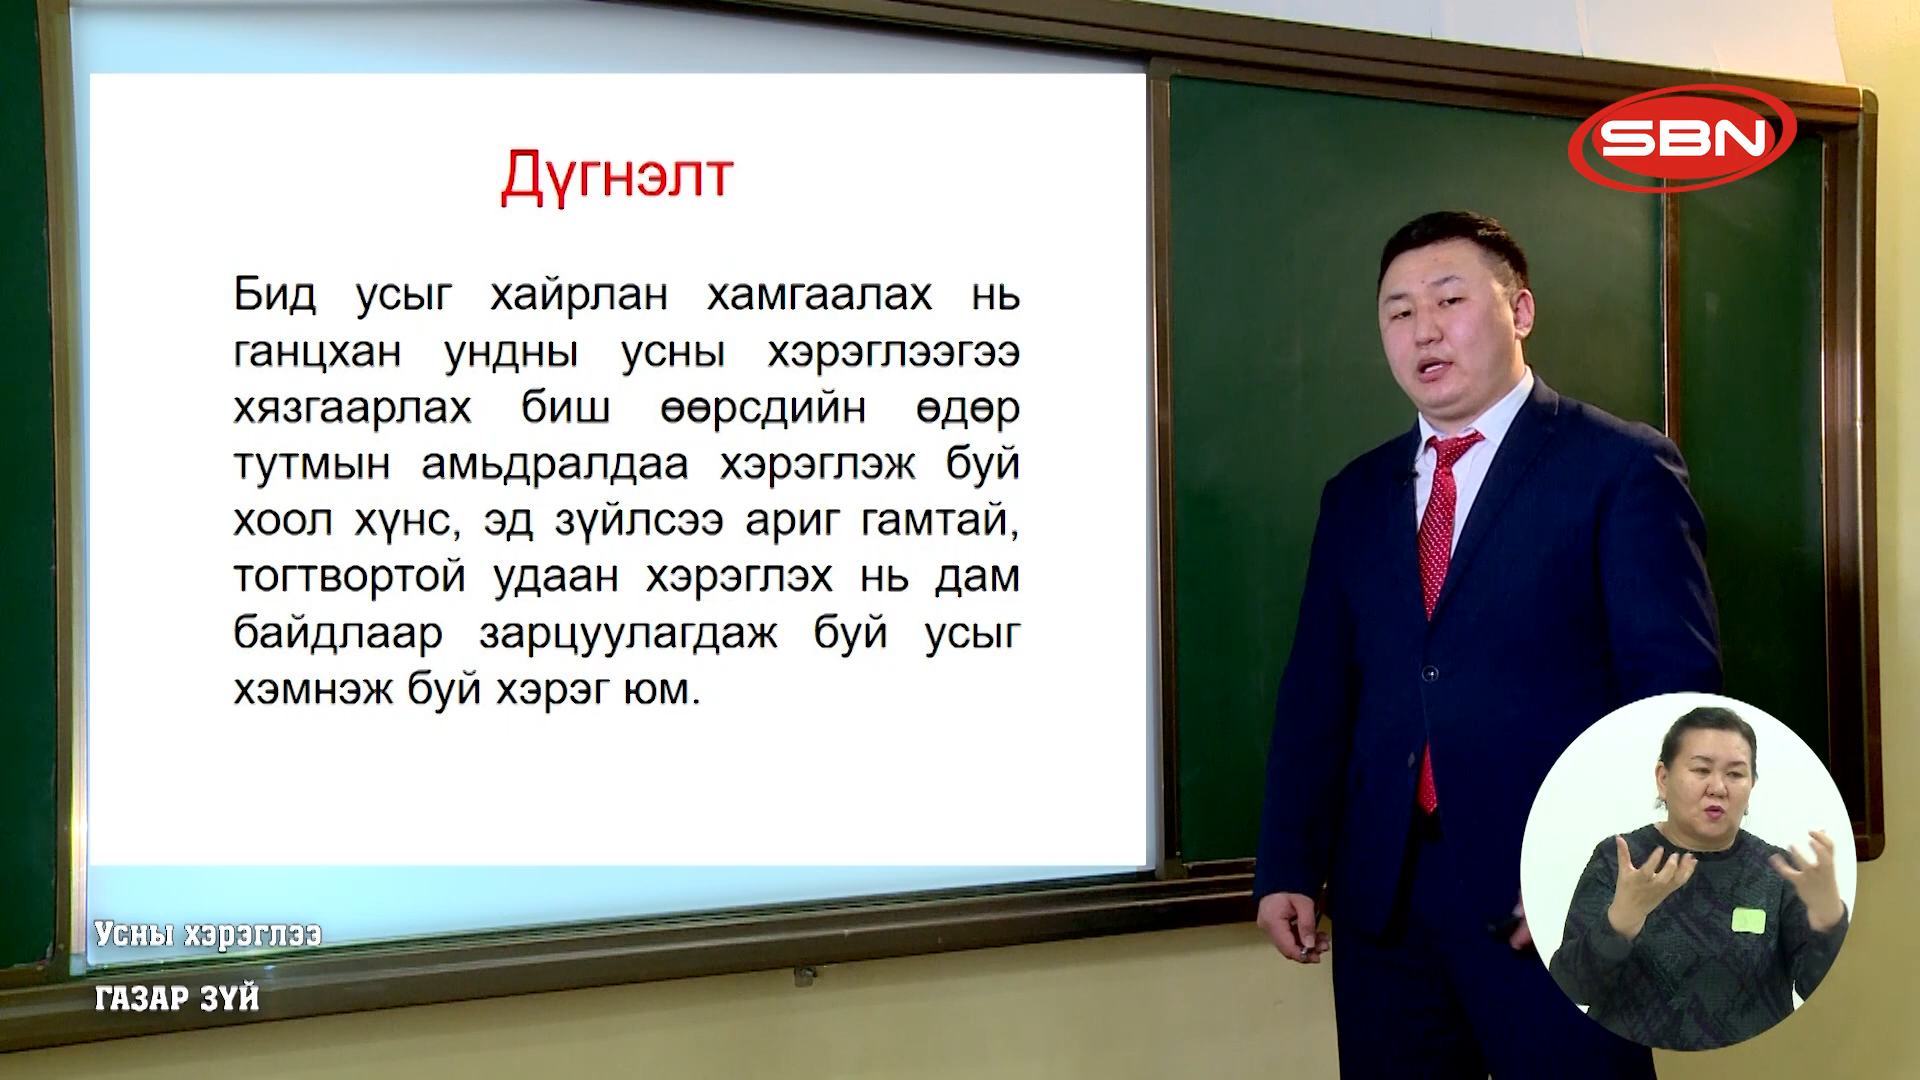 Дүгнэлт
Бид усыг хайрлан хамгаалах нь
ганцхан ундны усны хэрэглээгээ
хязгаарлах биш өөрсдийн өдөр
тутмын амьдралдаа хэрэглэж буй
хоол хүнс, эд зүйлсээ ариг гамтай,
тогтвортой удаан хэрэглэх нь дам
байдлаар зарцуулагдаж буй усыг
хэмнэж буй хэрэг юм.
SBN
Усны хэрэглээ
ГАЗАР ЗҮЙ